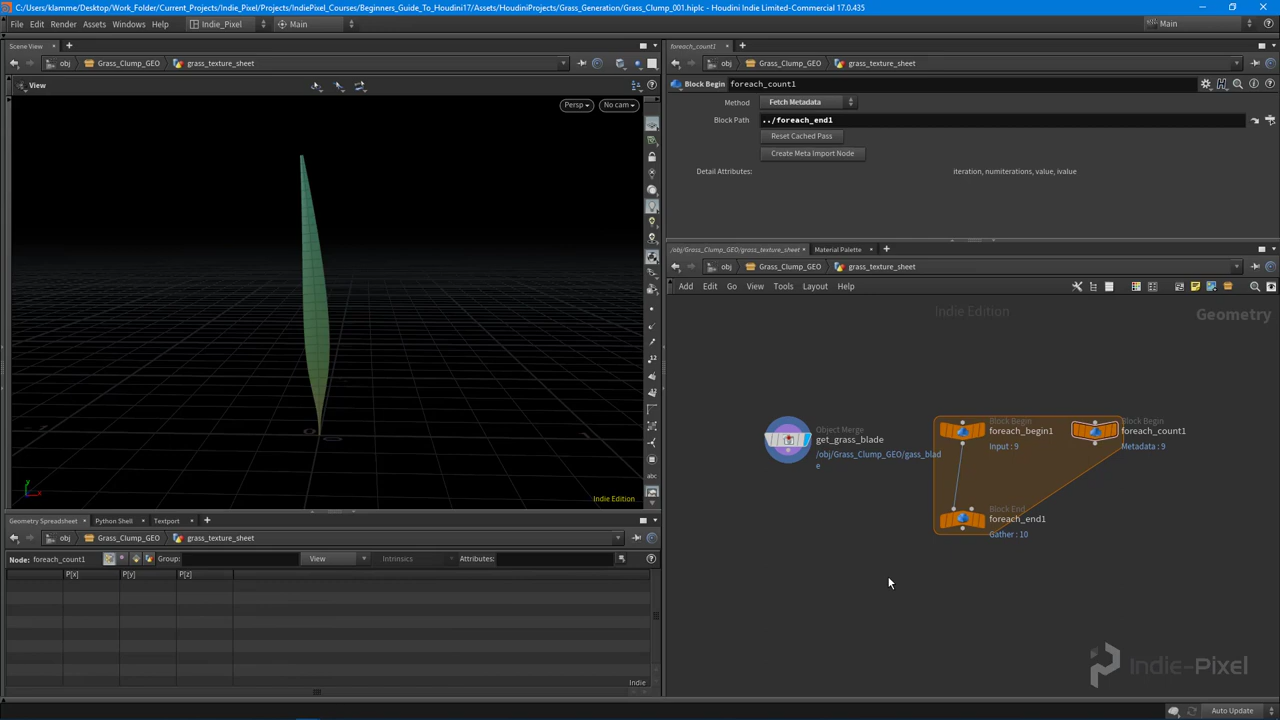 C:/Users/klamme/Desktop/Work_Folder/Current_Projects/Projects/IndiePixel_Courses/Beginners_Guide_To_Houdini17/Assets/HoudiniProjects/Grass_Generation/Grass_Clump_001.hiplc - Houdini Indie Limited-Commercial 17.0.435
File Edit Render Assets Windows Help Indie_Pixel Main Main
Scene View
obj Grass_Clump_GEO grass_texture_sheet
View
Persp No cam
Indie Edition
Geometry Spreadsheet Python Shell Textport
obj Grass_Clump_GEO grass_texture_sheet
Node: foreach_count1 Group: View Intrinsics Attributes:
P[x] P[y] P[z]
Indie
foreach_count1
obj Grass_Clump_GEO grass_texture_sheet
Block Begin foreach_count1
Method Fetch Metadata
Block Path ../foreach_end1
Reset Cached Pass
Create Meta Import Node
Detail Attributes: iteration, numiterations, value, ivalue
/obj/Grass_Clump_GEO/grass_texture_sheet Material Palette
obj Grass_Clump_GEO grass_texture_sheet
Add Edit Go View Tools Layout Help
Indie Edition
Geometry
Object Merge
get_grass_blade
/obj/Grass_Clump_GEO/gass_blad
e
Block Begin
foreach_begin1
Input : 9
Block Begin
foreach_count1
Metadata : 9
Block End
foreach_end1
Gather : 10
Indie-Pixel
Auto Update